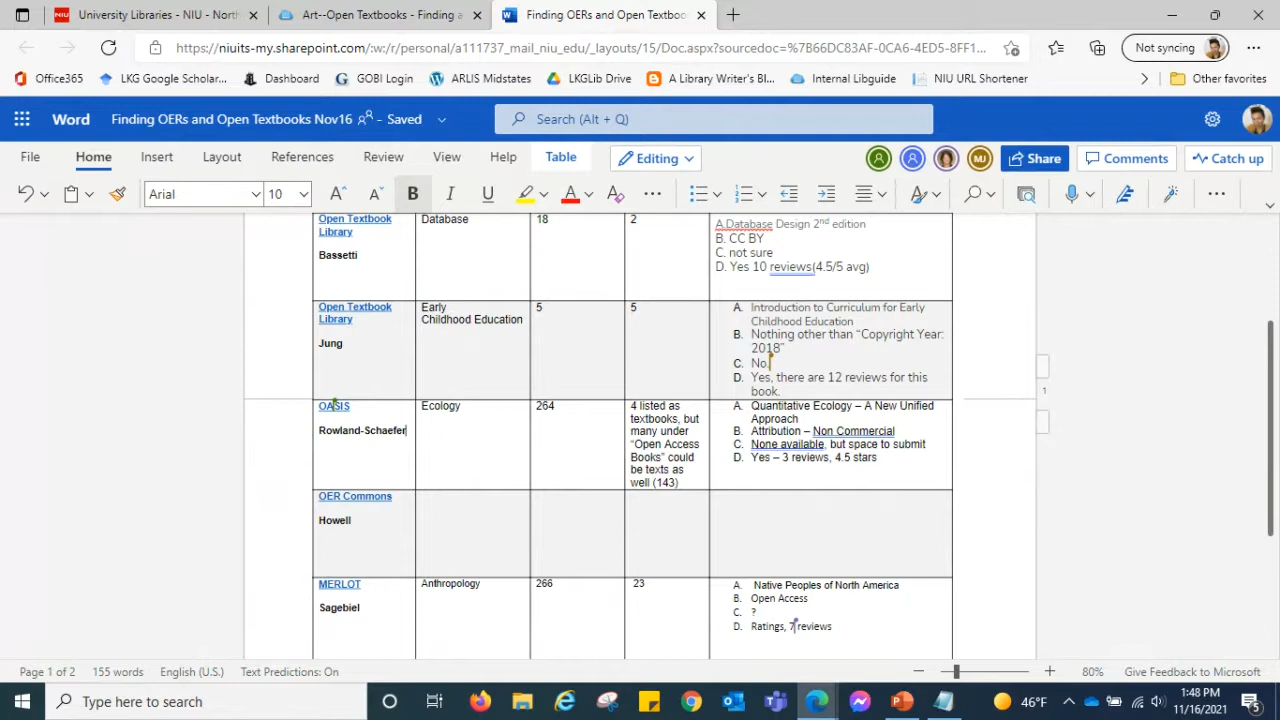 University Libraries - NIU - Nort
Art--Open Textbooks - Finding a
Finding OERs and Open Textboo
https://niuits-my.sharepoint.com/:w:/r/personal/a111737_mail_niu_edu/_layouts/15/Doc.aspx?sourcedoc=%7B66DC83AF-0CA6-4ED5-8FF1...
Not syncing
Office365
LKG Google Scholar...
Dashboard
GOBI Login
ARLIS Midstates
LKGLib Drive
A Library Writer's Bl...
Internal Libguide
NIU URL Shortener
Other favorites
Word
Finding OERs and Open Textbooks Nov16 - Saved
Search (Alt + Q)
File
Home
Insert
Layout
References
Review
View
Help
Table
Editing
MJ
Share
Comments
Catch up
Arial
10
Open Textbook
Library
Bassetti
Database
18
2
A.Database Design 2nd edition
B. CC BY
C. not sure
D. Yes 10 reviews(4.5/5 avg)
Open Textbook
Library
Jung
Early
Childhood Education
5
5
A. Introduction to Curriculum for Early
Childhood Education
B. Nothing other than “Copyright Year:
2018”
C. No.
D. Yes, there are 12 reviews for this
book.
1
OASIS
Rowland-Schaefer
Ecology
264
4 listed as
textbooks, but
many under
“Open Access
Books” could
be texts as
well (143)
A. Quantitative Ecology – A New Unified
Approach
B. Attribution – Non Commercial
C. None available, but space to submit
D. Yes – 3 reviews, 4.5 stars
OER Commons
Howell
MERLOT
Sagebiel
Anthropology
266
23
A. Native Peoples of North America
B. Open Access
C. ?
D. Ratings, 7 reviews
Page 1 of 2
155 words
English (U.S.)
Text Predictions: On
80%
Give Feedback to Microsoft
Type here to search
46°F
1:48 PM
11/16/2021
5